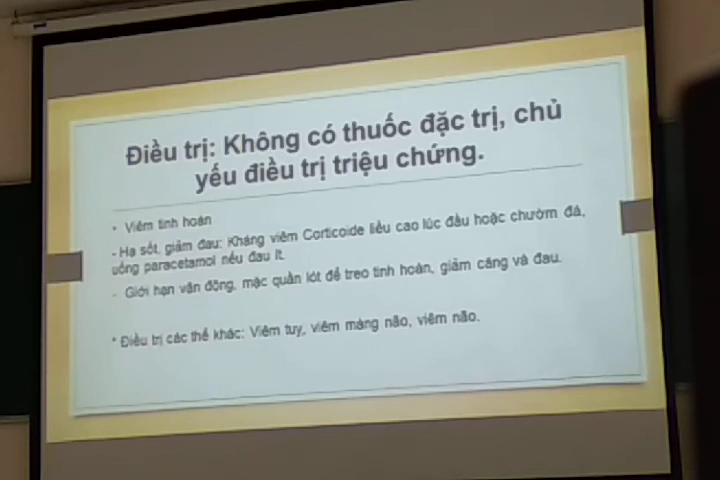 Điều trị: Không có thuốc đặc trị, chủ
yếu điều trị triệu chứng.
• Viêm tinh hoàn
- Hạ sốt, giảm đau: Kháng viêm Corticoide liều cao lúc đầu hoặc chườm đá,
uống paracetamol nếu đau ít.
- Giới hạn vận động, mặc quần lót để treo tinh hoàn, giảm căng và đau.
* Điều trị các thể khác: Viêm tụy, viêm màng não, viêm não.